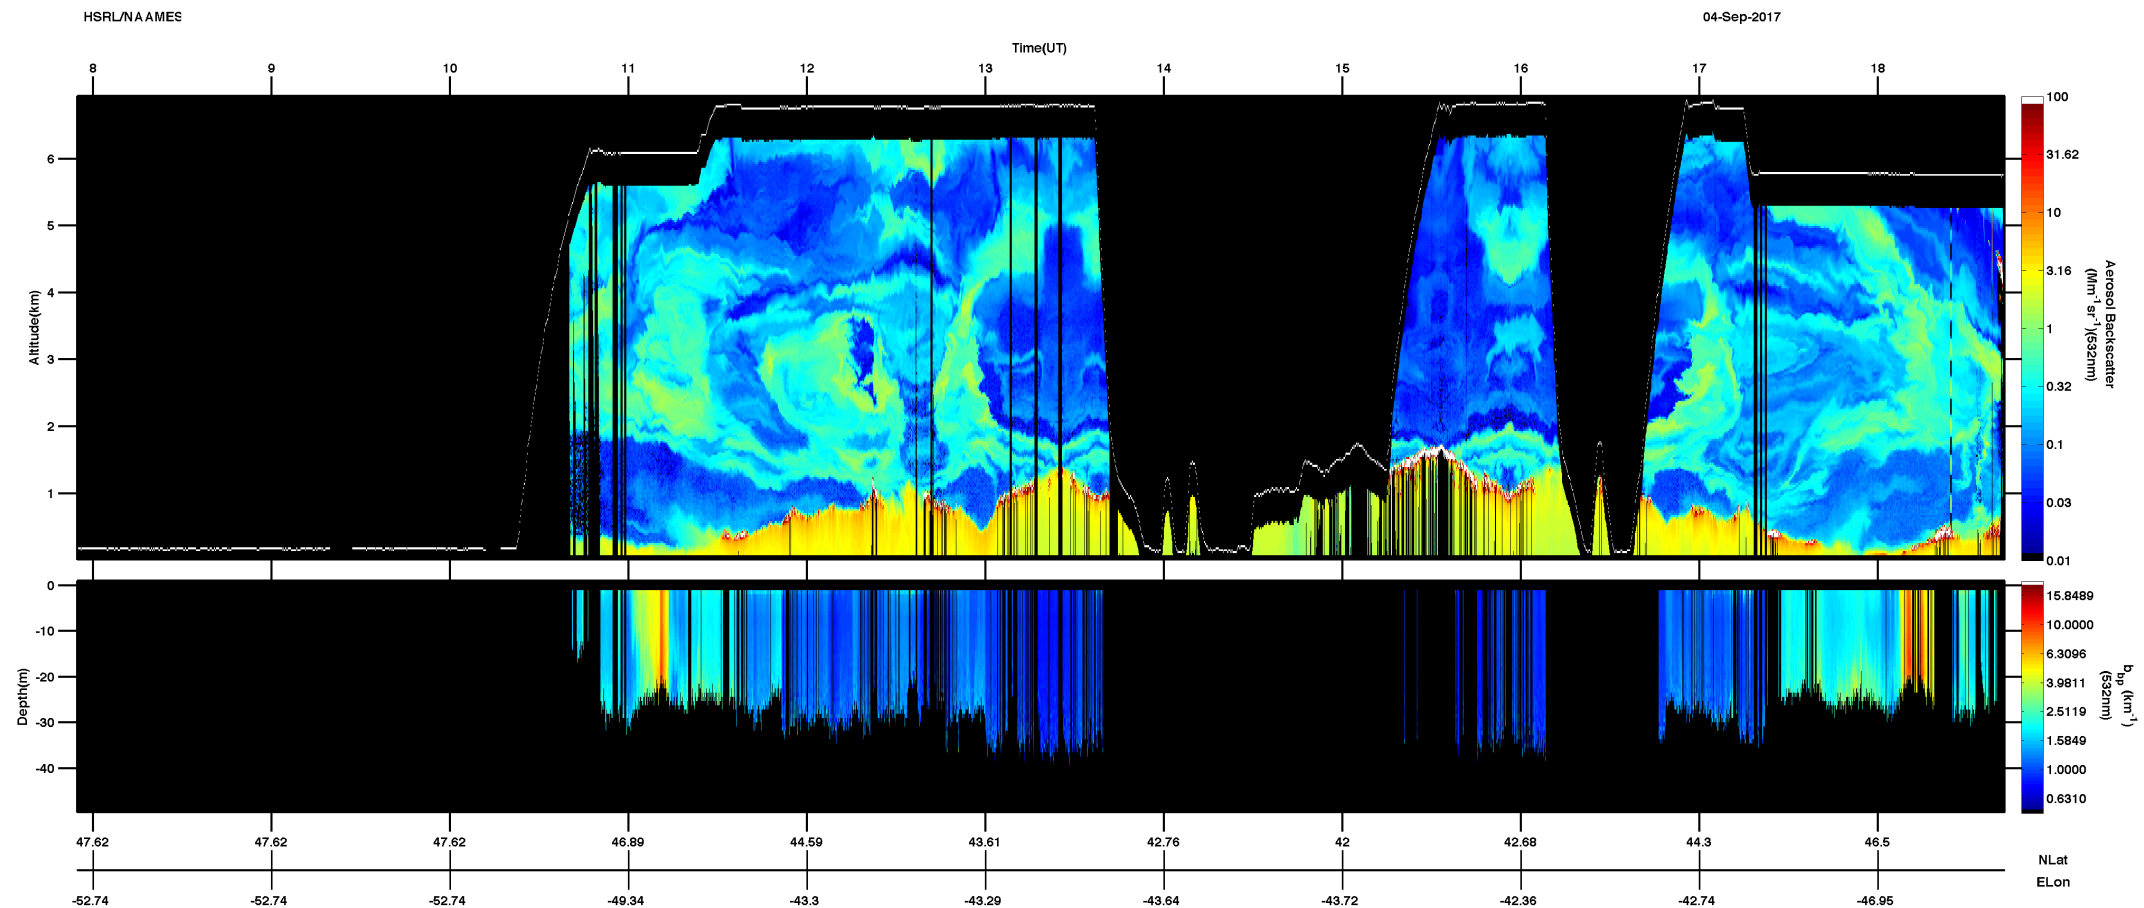 HSRL/NAAMES
04-Sep-2017
Time(UT)
8 9 10 11 12 13 14 15 16 17 18
Altitude(km)
6
5
4
3
2
1
100
31.62
10
3.16
1
0.32
0.1
0.03
0.01
Aerosol Backscatter
(Mm-1sr-1)(532nm)
Depth(m)
0
-10
-20
-30
-40
15.8489
10.0000
6.3096
3.9811
2.5119
1.5849
1.0000
0.6310
bbp (km-1)
(532nm)
47.62 47.62 47.62 46.89 44.59 43.61 42.76 42 42.68 44.3 46.5
NLat
ELon
-52.74 -52.74 -52.74 -49.34 -43.3 -43.29 -43.64 -43.72 -42.36 -42.74 -46.95